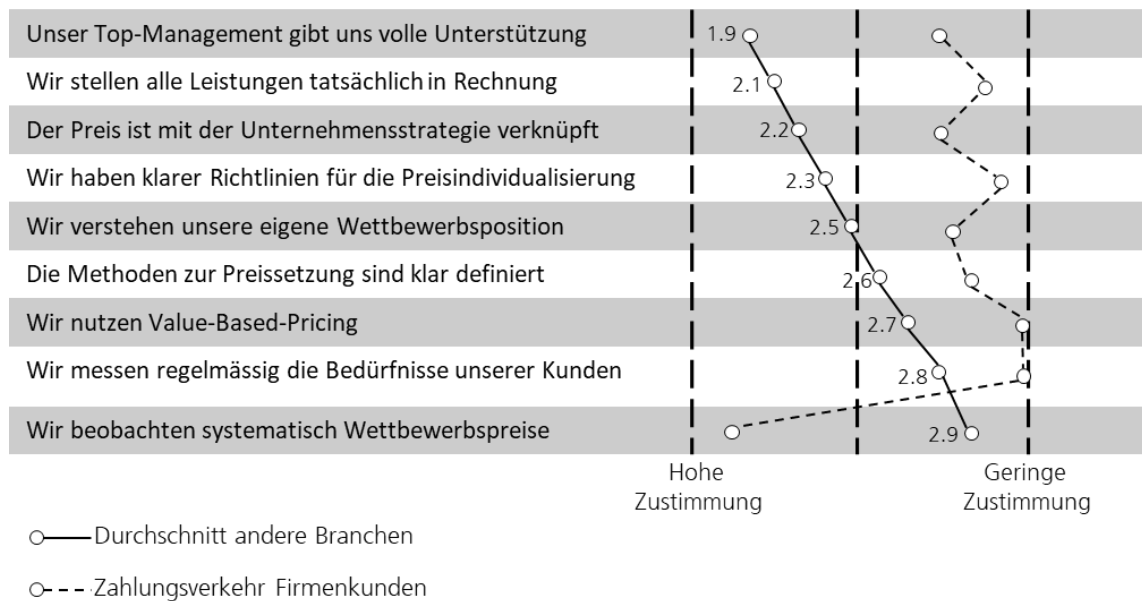 Unser Top-Management gibt uns volle Unterstützung 1.9
Wir stellen alle Leistungen tatsächlich in Rechnung 2.1
Der Preis ist mit der Unternehmensstrategie verknüpft 2.2
Wir haben klarer Richtlinien für die Preisindividualisierung 2.3
Wir verstehen unsere eigene Wettbewerbsposition 2.5
Die Methoden zur Preissetzung sind klar definiert 2.6
Wir nutzen Value-Based-Pricing 2.7
Wir messen regelmässig die Bedürfnisse unserer Kunden 2.8
Wir beobachten systematisch Wettbewerbspreise 2.9
Hohe Geringe
Zustimmung Zustimmung
Durchschnitt andere Branchen
Zahlungsverkehr Firmenkunden